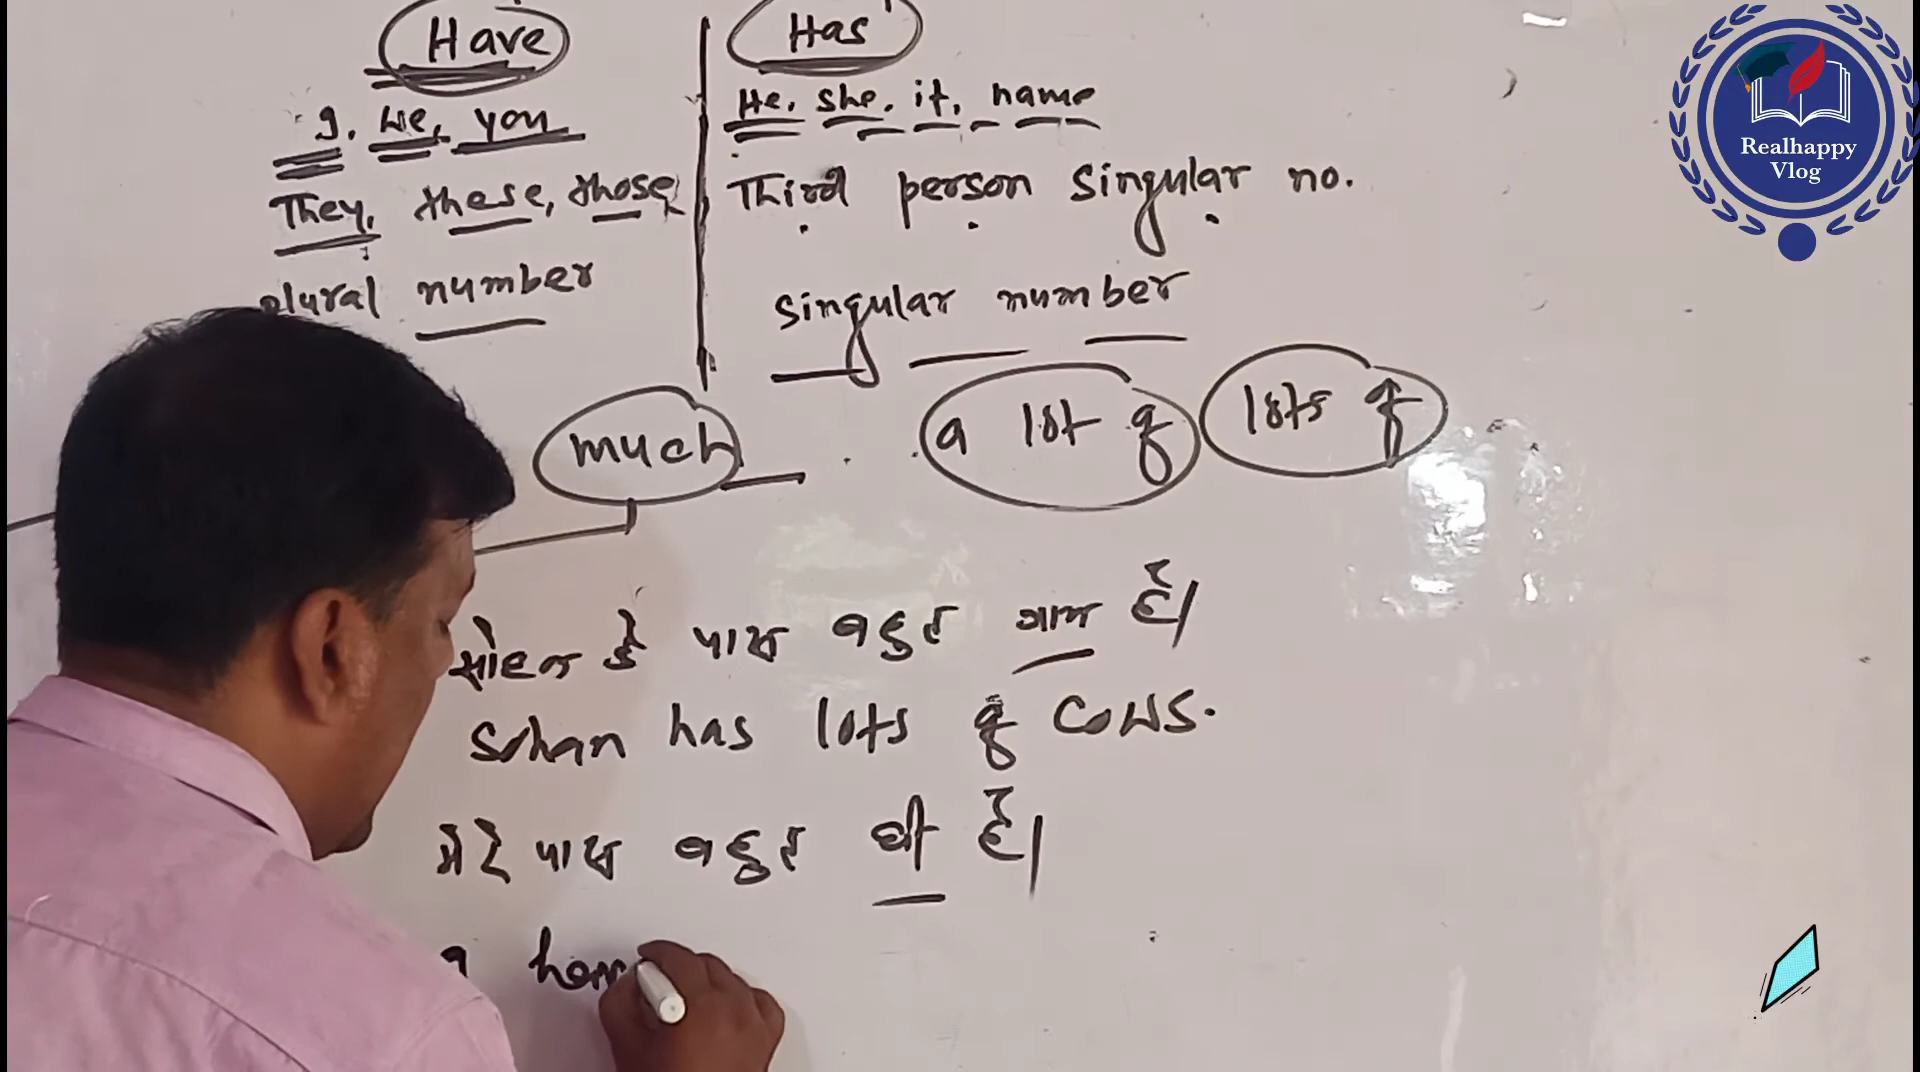 Have Has
I, we, you He, she, it, name
They, these, those, Third person singular no.
plural number singular number
much a lot of lots of
सोहन के पास बहुत गाय है।
Sohan has lots of cows.
मेरे पास बहुत घी है।
I
Realhappy
Vlog